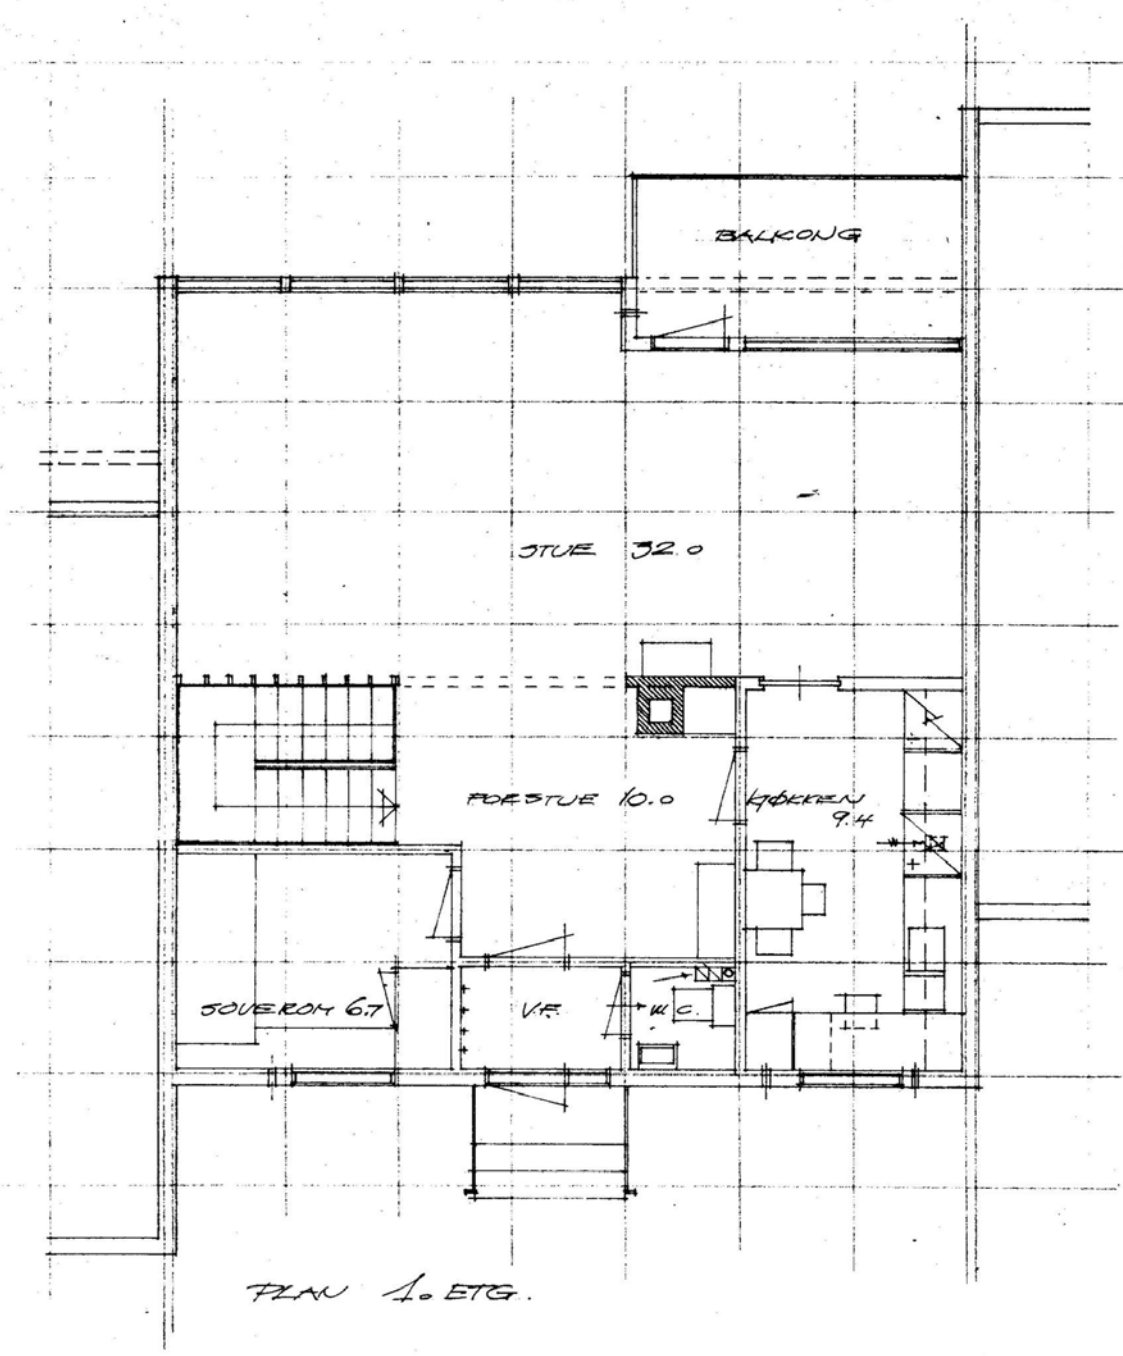 BALKONG
STUE 32.0
FORSTUE 10.0
KJØKKEN
9.4
SOVEROM 6.7
V.F.
W.C.
PLAN 1. ETG.